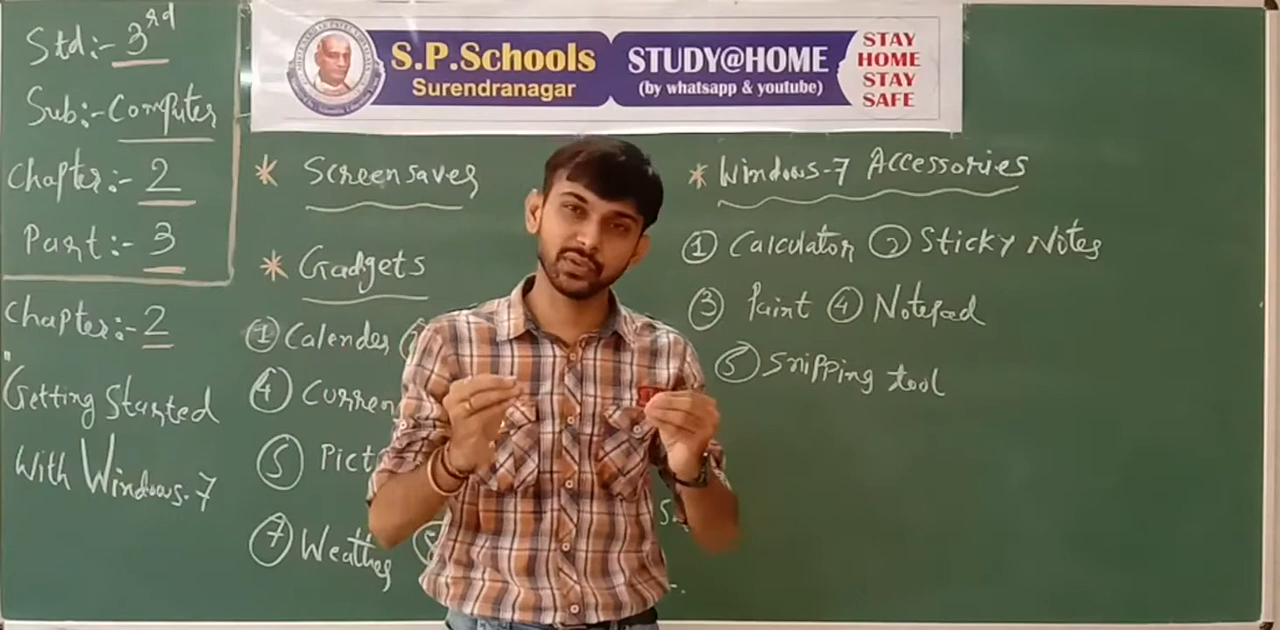 Std:- 3rd
Sub:- Computer
Chapter:- 2
Part:- 3
Chapter:- 2
Getting Started
With Windows-7
S.P.Schools
Surendranagar
STUDY@HOME
(by whatsapp & youtube)
STAY
HOME
STAY
SAFE
* Screensaver
* Gadgets
① Calender
④ Curren
⑤ Pict
⑦ Weather
* Windows-7 Accessories
① Calculator ② Sticky Notes
③ Paint ④ Notepad
⑤ Snipping tool